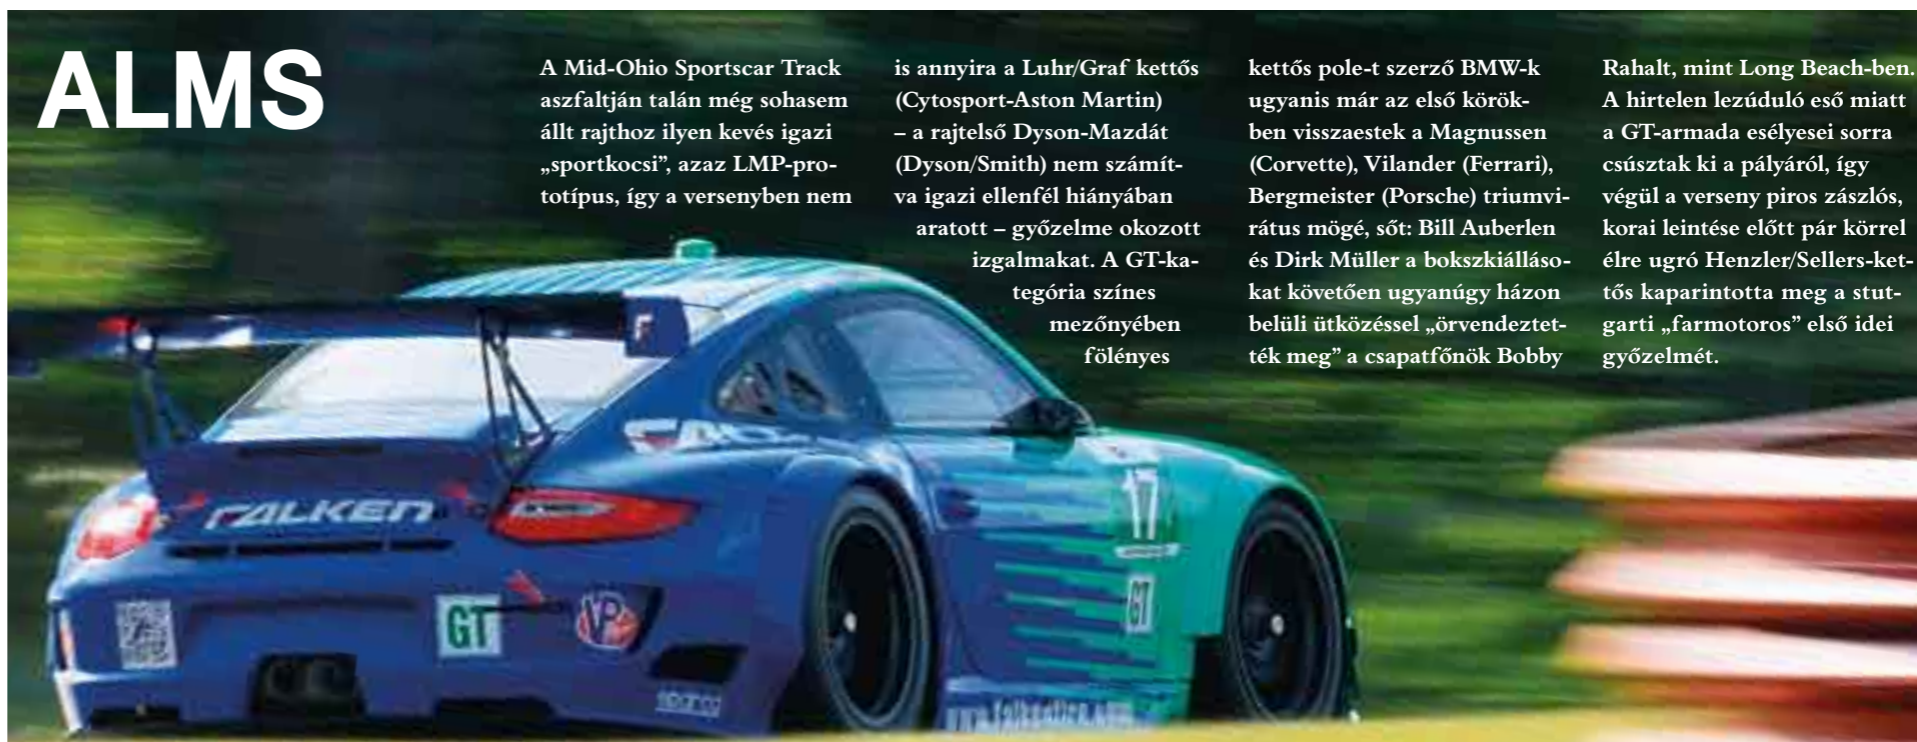 ALMS
A Mid-Ohio Sportscar Track
aszfaltján talán még sohasem
állt rajthoz ilyen kevés igazi
„sportkocsi”, azaz LMP-pro-
totípus, így a versenyben nem
is annyira a Luhr/Graf kettős
(Cytosport-Aston Martin)
– a rajtelső Dyson-Mazdát
(Dyson/Smith) nem számít-
va igazi ellenfél hiányában
aratott – győzelme okozott
izgalmakat. A GT-ka-
tegória színes
mezőnyében
fölényes
kettős pole-t szerző BMW-k
ugyanis már az első körök-
ben visszaestek a Magnussen
(Corvette), Vilander (Ferrari),
Bergmeister (Porsche) triumvi-
rátus mögé, sőt: Bill Auberlen
és Dirk Müller a bokszkiálláso-
kat követően ugyanúgy házon
belüli ütközéssel „örvendeztet-
ték meg” a csapatfőnök Bobby
Rahalt, mint Long Beach-ben.
A hirtelen lezúduló eső miatt
a GT-armada esélyesei sorra
csúsztak ki a pályáról, így
végül a verseny piros zászlós,
korai leintése előtt pár körrel
élre ugró Henzler/Sellers-ket-
tős kaparintotta meg a stut-
garti „farmotoros” első idei
győzelmét.
F
FALKEN
17
GT
GT
VP